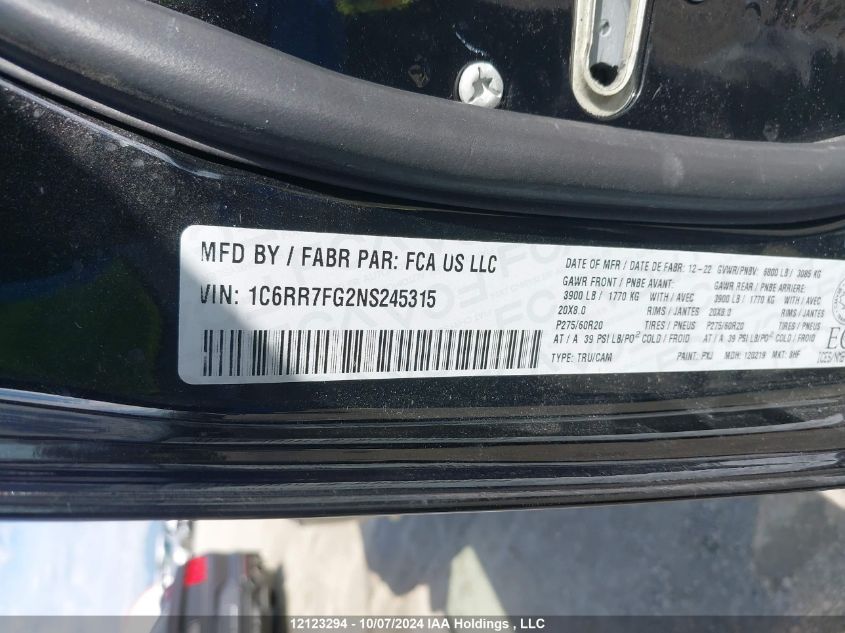 MFD BY / FABR PAR: FCA US LLC
VIN: 1C6RR7FG2NS245315
DATE OF MFR / DATE DE FABR: 12-22 GVWR/PNBV: 6800 LB / 3085 KG
GAWR FRONT / PNBE AVANT: GAWR REAR / PNBE ARRIERE:
3900 LB / 1770 KG WITH / AVEC 3900 LB / 1770 KG WITH / AVEC
20X8.0 RIMS / JANTES 20X8.0 RIMS / JANTES
P275/60R20 TIRES / PNEUS P275/60R20 TIRES / PNEUS
AT / A 39 PSI LB/PO² COLD / FROID AT / A 39 PSI LB/PO² COLD / FROID
TYPE: TRU/CAM PAINT: PXJ MDH: 120219 MKT: 8HF
12123294 - 10/07/2024 IAA Holdings , LLC